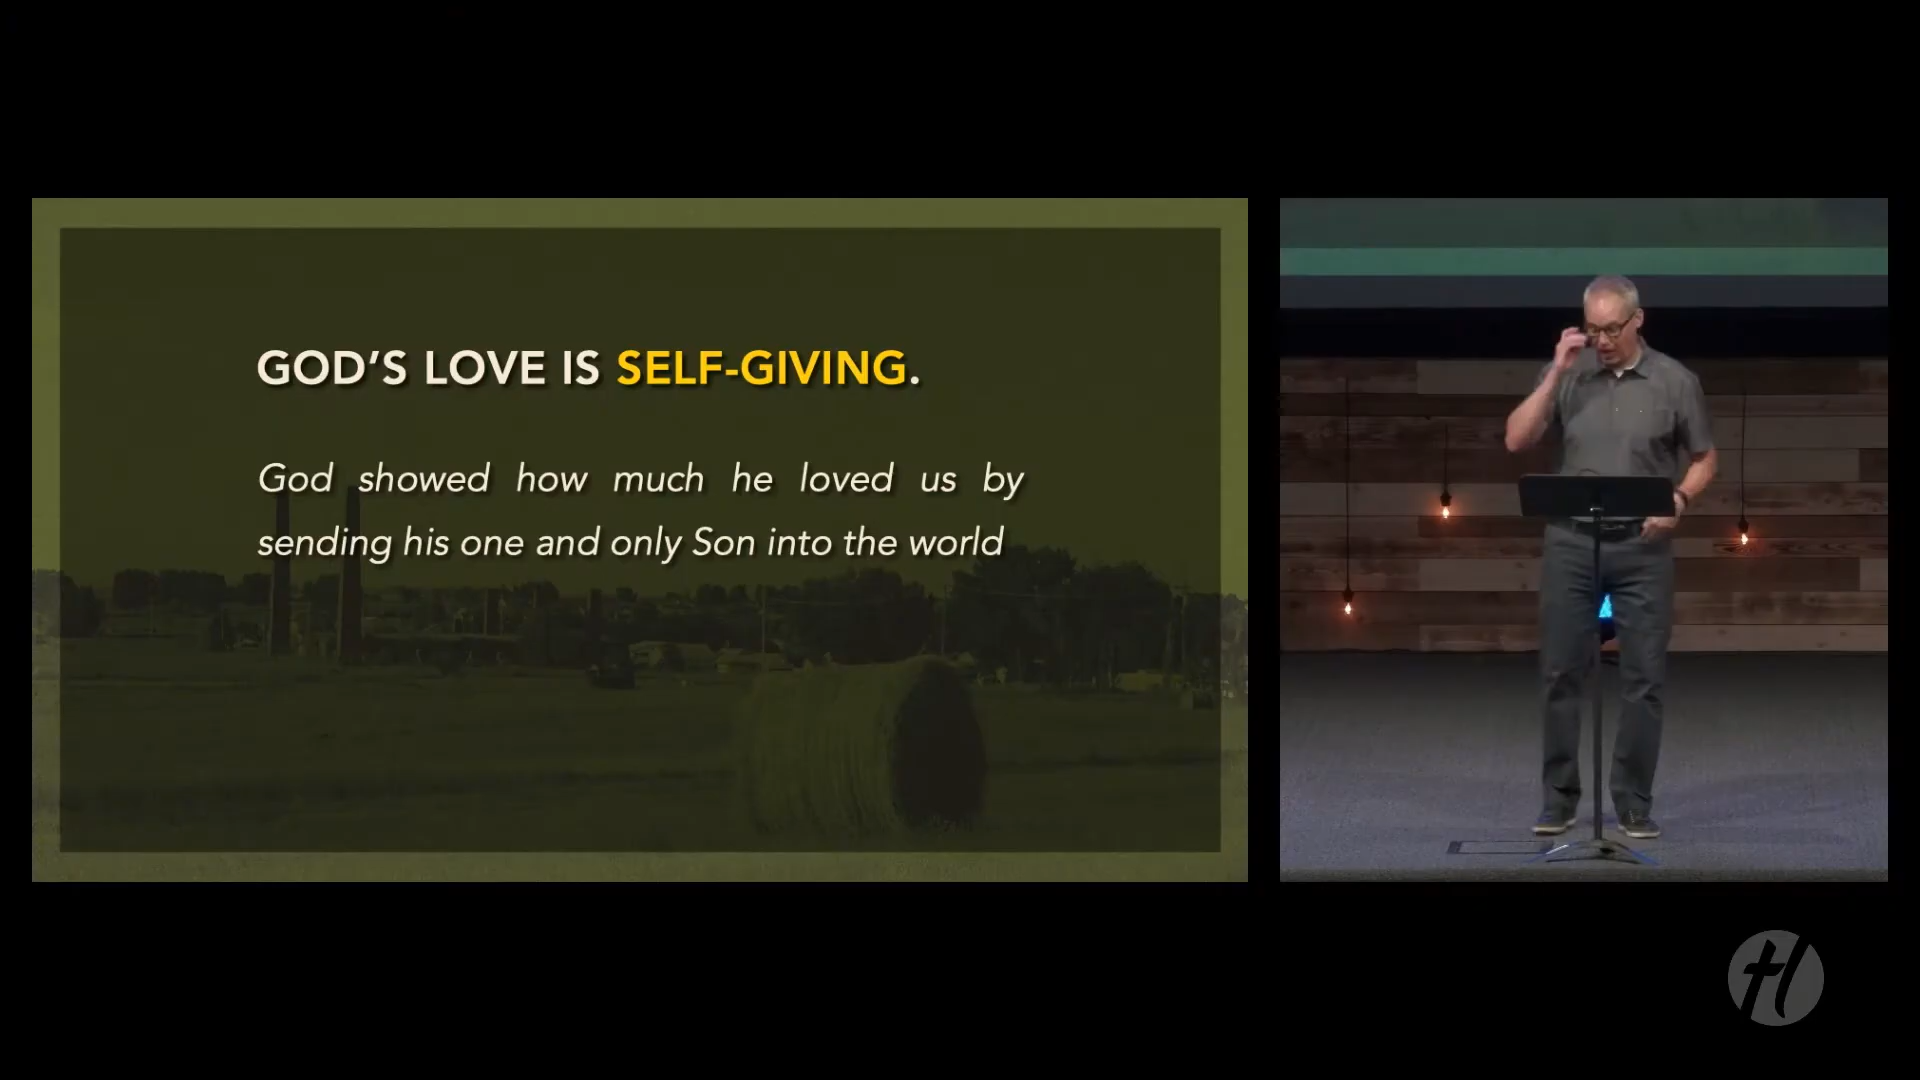 GOD’S LOVE IS SELF-GIVING.
God showed how much he loved us by
sending his one and only Son into the world